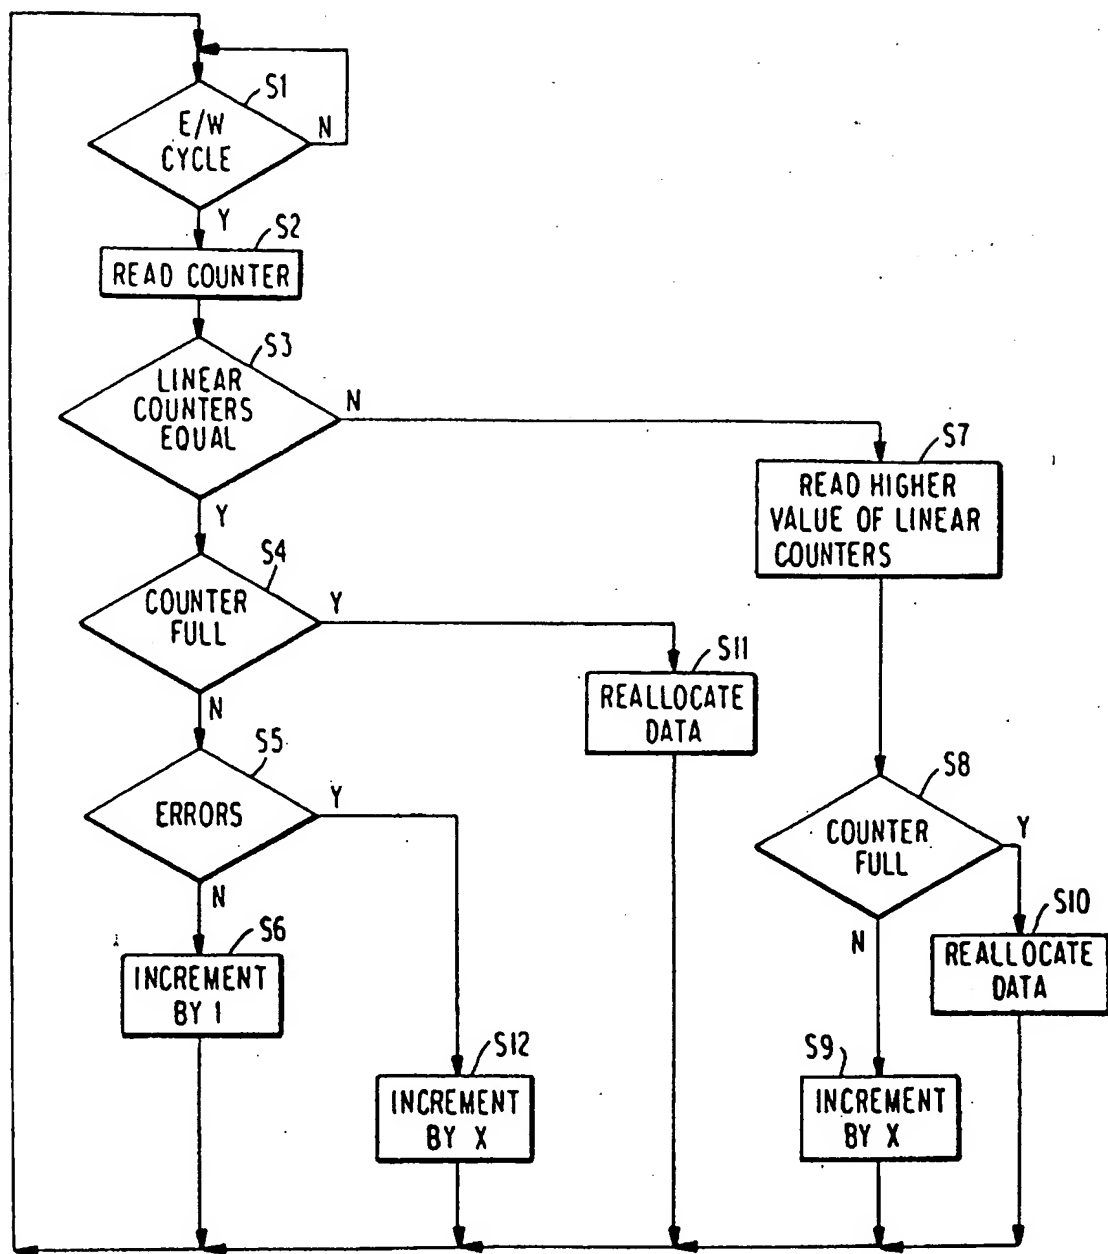 S1
E/W
CYCLE
N
Y
S2
READ COUNTER
S3
LINEAR
COUNTERS
EQUAL
N
Y
S7
READ HIGHER
VALUE OF LINEAR
COUNTERS
S4
COUNTER
FULL
Y
N
S11
REALLOCATE
DATA
S5
ERRORS
Y
N
S8
COUNTER
FULL
Y
N
S10
REALLOCATE
DATA
S6
INCREMENT
BY 1
S12
INCREMENT
BY X
S9
INCREMENT
BY X